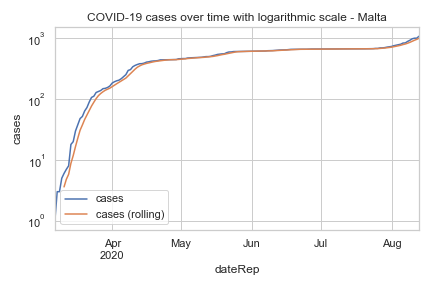 COVID-19 cases over time with logarithmic scale - Malta
10³
10²
10¹
10⁰
cases
cases
cases (rolling)
Apr
2020
May
Jun
Jul
Aug
dateRep